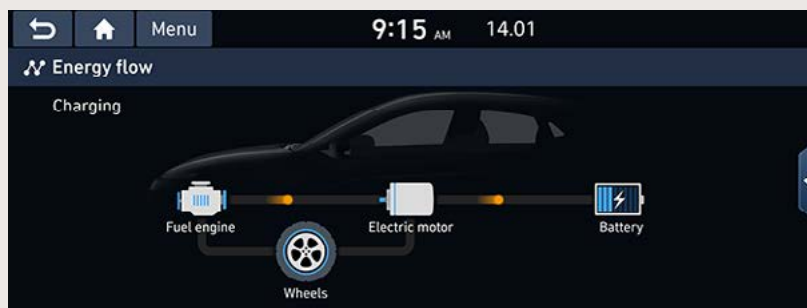 Menu 9:15 AM 14.01
Energy flow
Charging
Fuel engine Electric motor Battery
Wheels